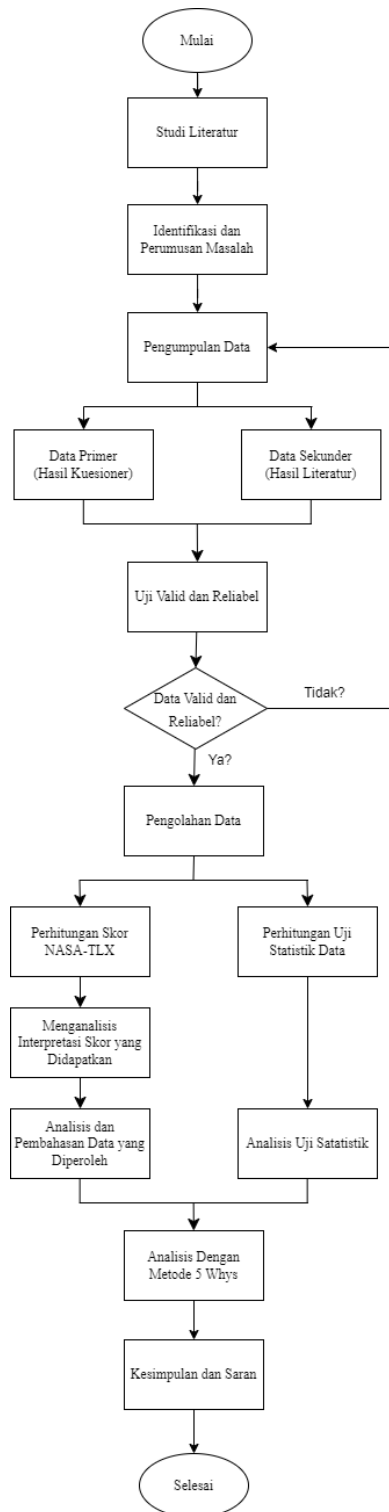 Mulai
Studi Literatur
Identifikasi dan
Perumusan Masalah
Pengumpulan Data
Data Primer
(Hasil Kuesioner)
Data Sekunder
(Hasil Literatur)
Uji Valid dan Reliabel
Data Valid dan
Reliabel?
Tidak?
Ya?
Pengolahan Data
Perhitungan Skor
NASA-TLX
Perhitungan Uji
Statistik Data
Menganalisis
Interpretasi Skor yang
Didapatkan
Analisis dan
Pembahasan Data yang
Diperoleh
Analisis Uji Satatistik
Analisis Dengan
Metode 5 Whys
Kesimpulan dan Saran
Selesai